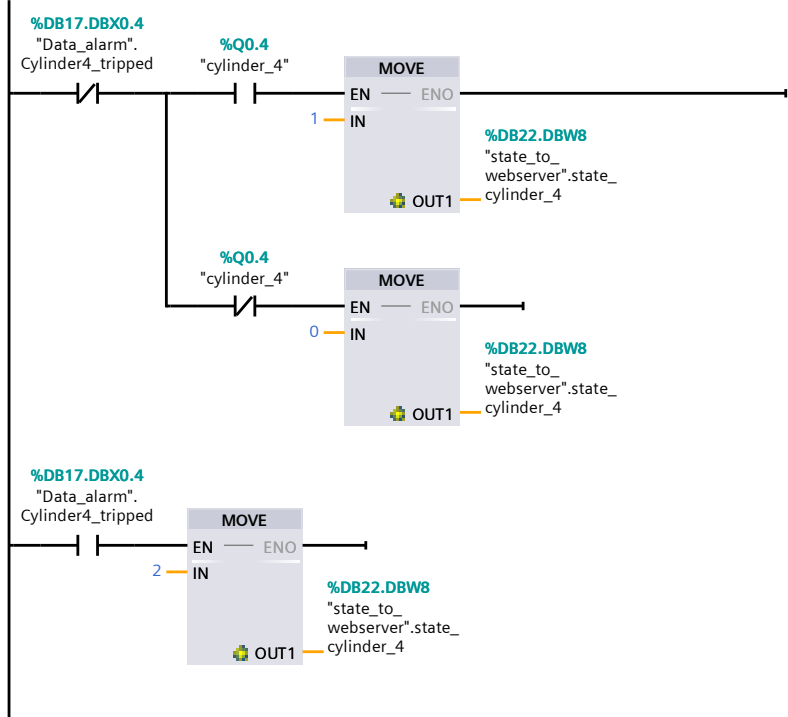 %DB17.DBX0.4
"Data_alarm".
Cylinder4_tripped
%Q0.4
"cylinder_4"
MOVE
EN
ENO
1
IN
%DB22.DBW8
"state_to_
webserver".state_
cylinder_4
OUT1
%Q0.4
"cylinder_4"
MOVE
EN
ENO
0
IN
%DB22.DBW8
"state_to_
webserver".state_
cylinder_4
OUT1
%DB17.DBX0.4
"Data_alarm".
Cylinder4_tripped
MOVE
EN
ENO
2
IN
%DB22.DBW8
"state_to_
webserver".state_
cylinder_4
OUT1